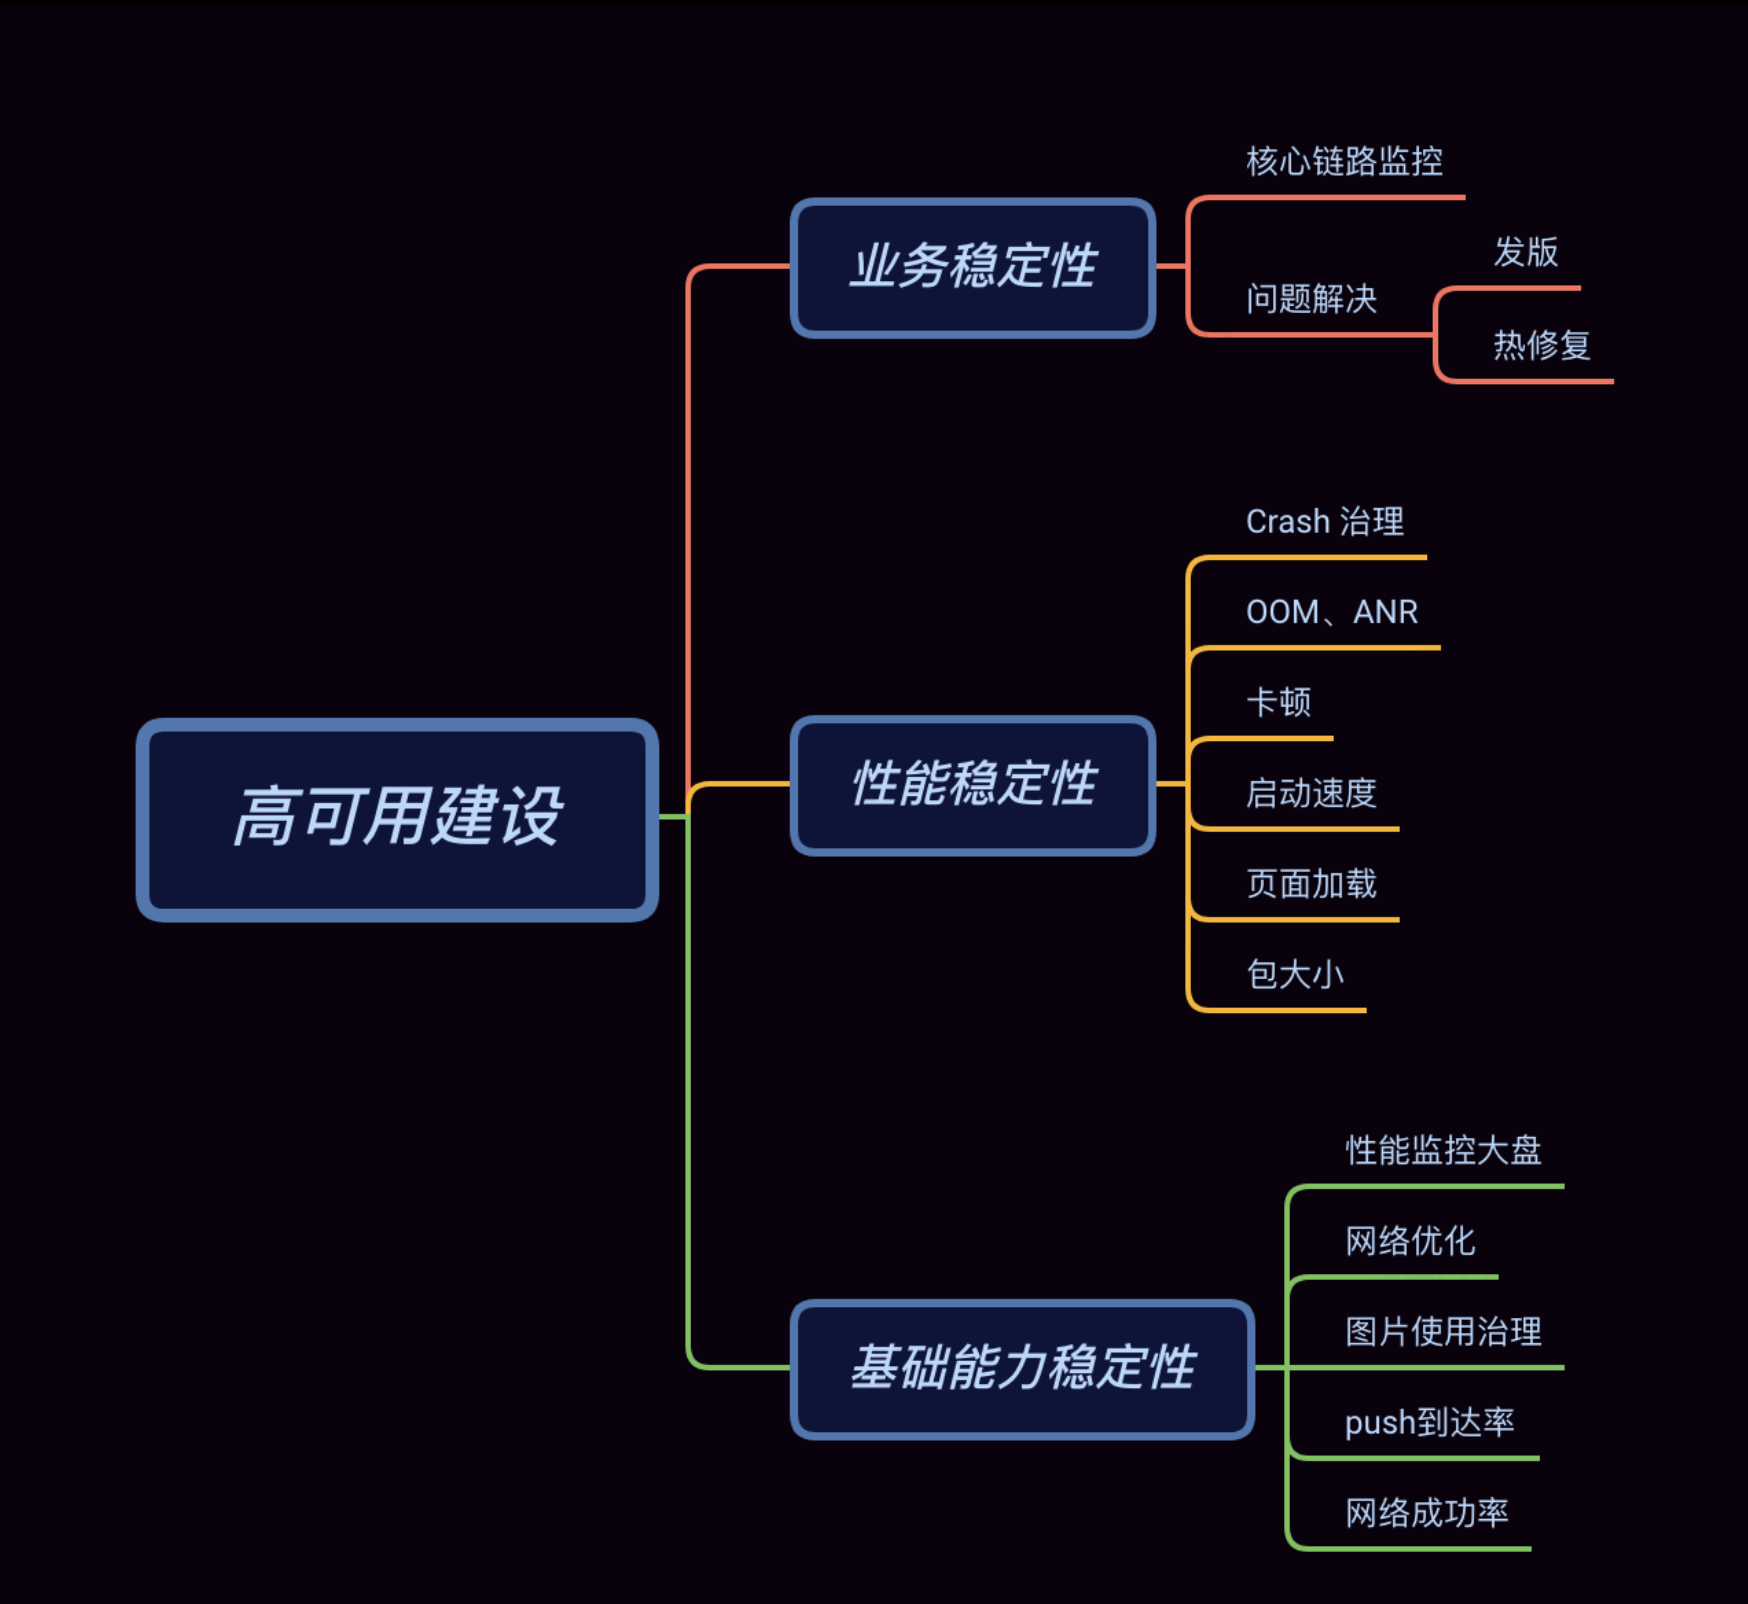 高可用建设
业务稳定性
核心链路监控
问题解决
发版
热修复
性能稳定性
Crash 治理
OOM、ANR
卡顿
启动速度
页面加载
包大小
基础能力稳定性
性能监控大盘
网络优化
图片使用治理
push到达率
网络成功率